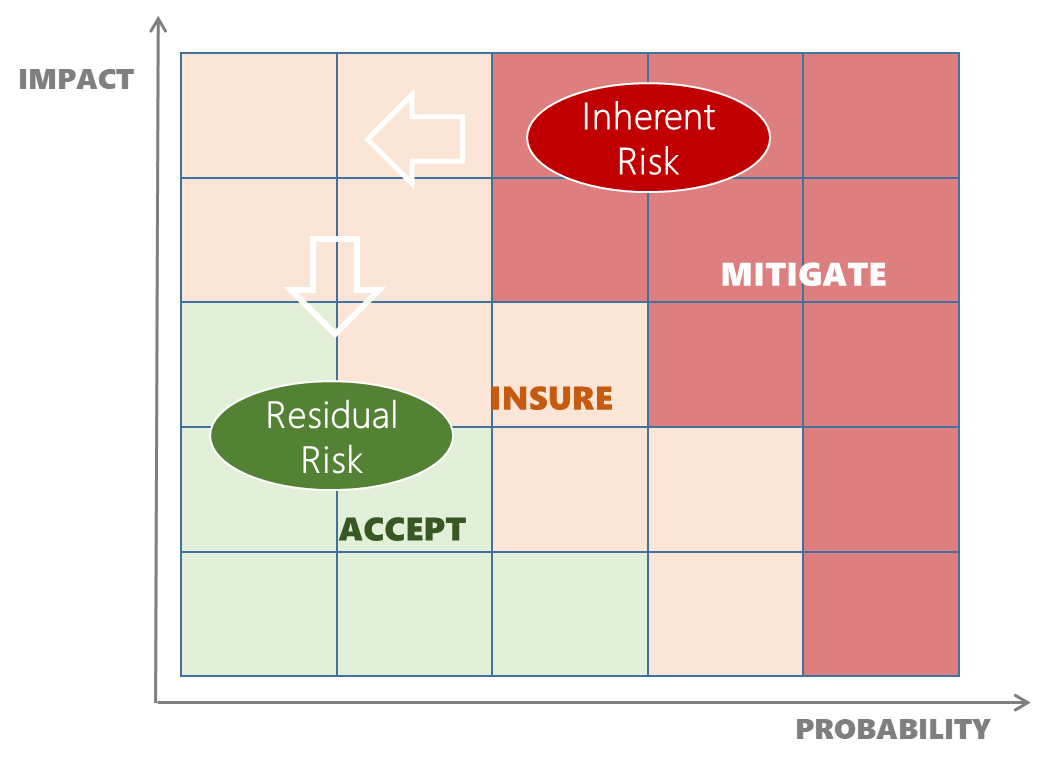 IMPACT
Inherent
Risk
MITIGATE
INSURE
Residual
Risk
ACCEPT
PROBABILITY